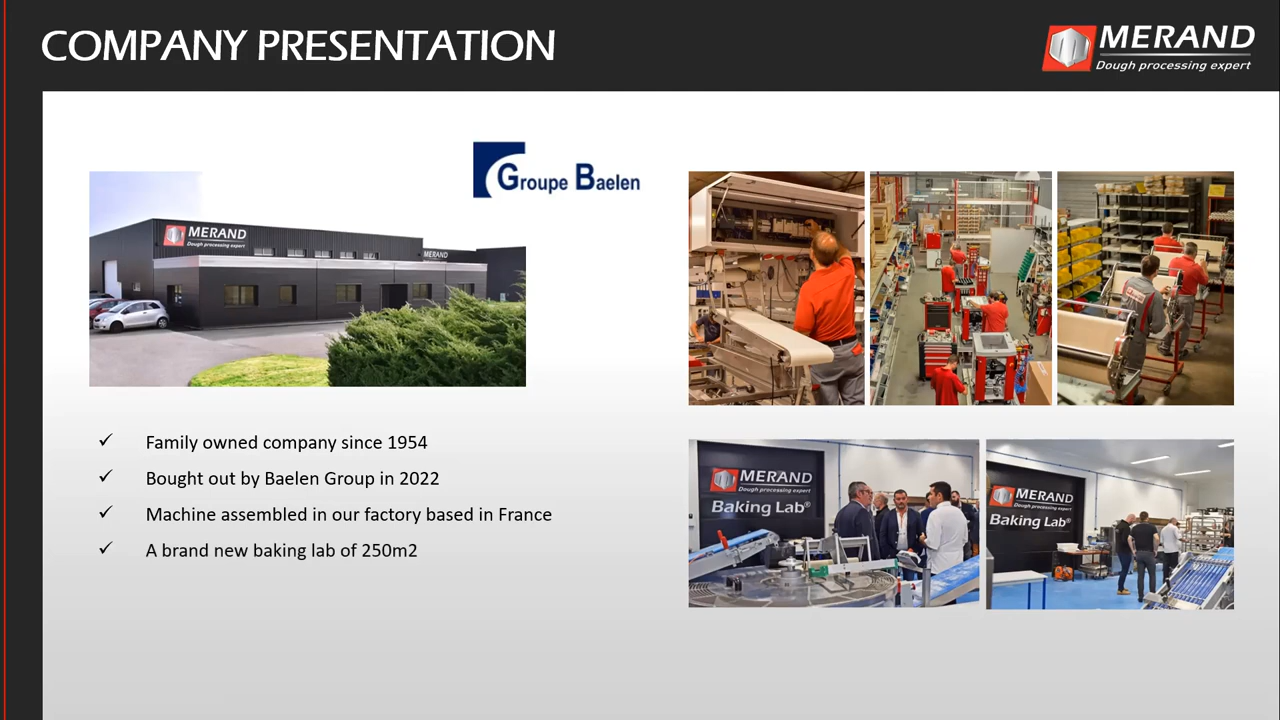 COMPANY PRESENTATION
MERAND
Dough processing expert
Groupe Baelen
MERAND
Dough processing expert
MERAND
Family owned company since 1954
Bought out by Baelen Group in 2022
Machine assembled in our factory based in France
A brand new baking lab of 250m2
MERAND
Dough processing expert
Baking Lab®
MERAND
Dough processing expert
Baking Lab®